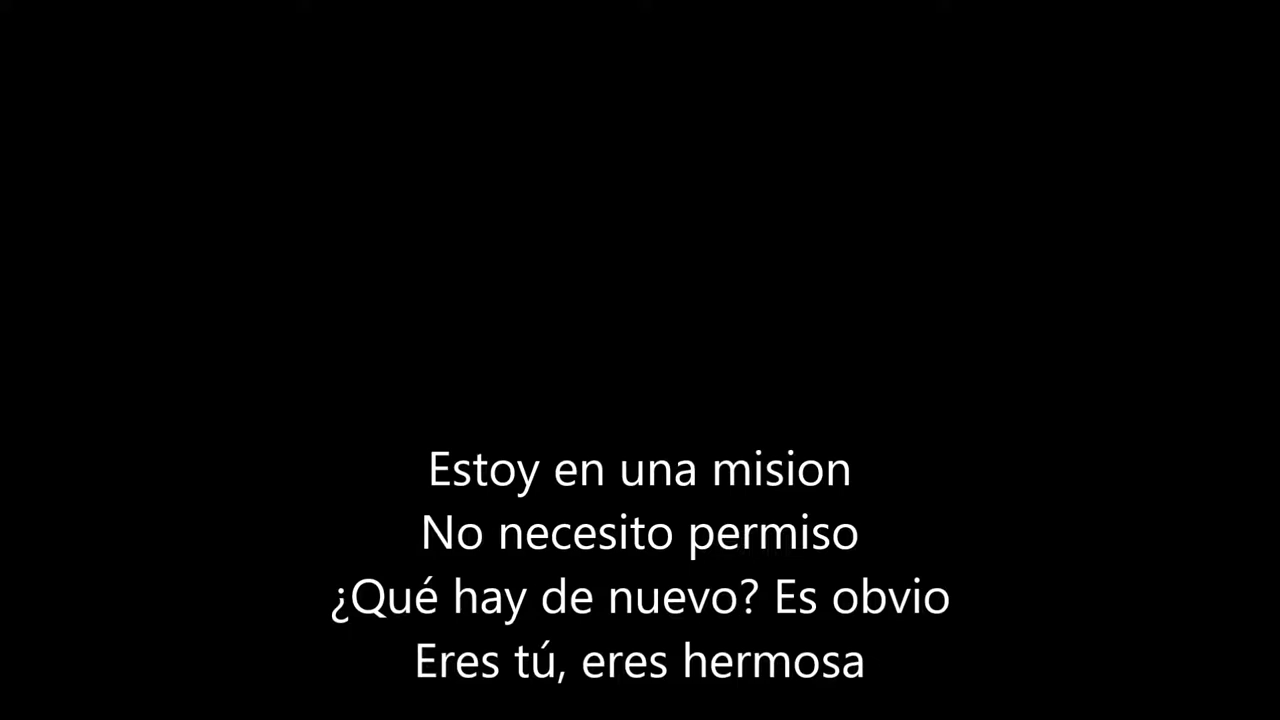 Estoy en una mision
No necesito permiso
¿Qué hay de nuevo? Es obvio
Eres tú, eres hermosa